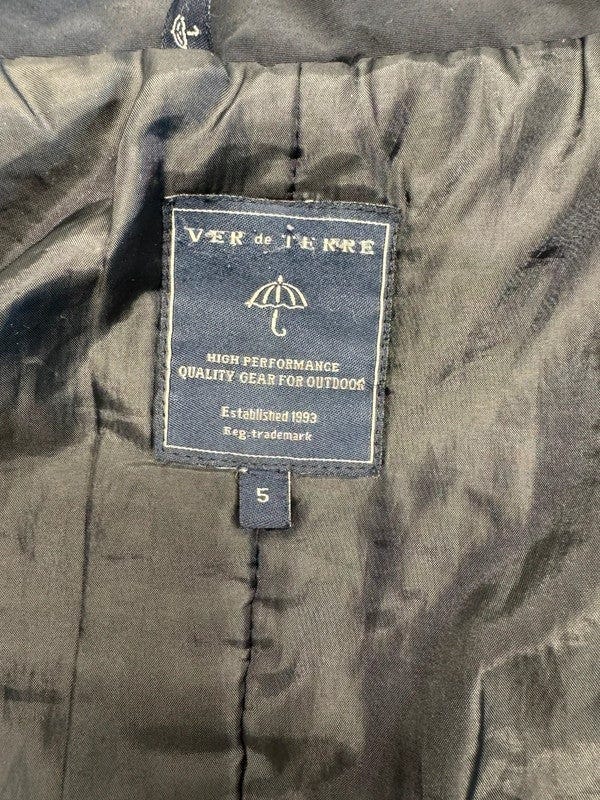 VER de TERRE
HIGH PERFORMANCE
QUALITY GEAR FOR OUTDOOR
Established 1993
Reg. trademark
5